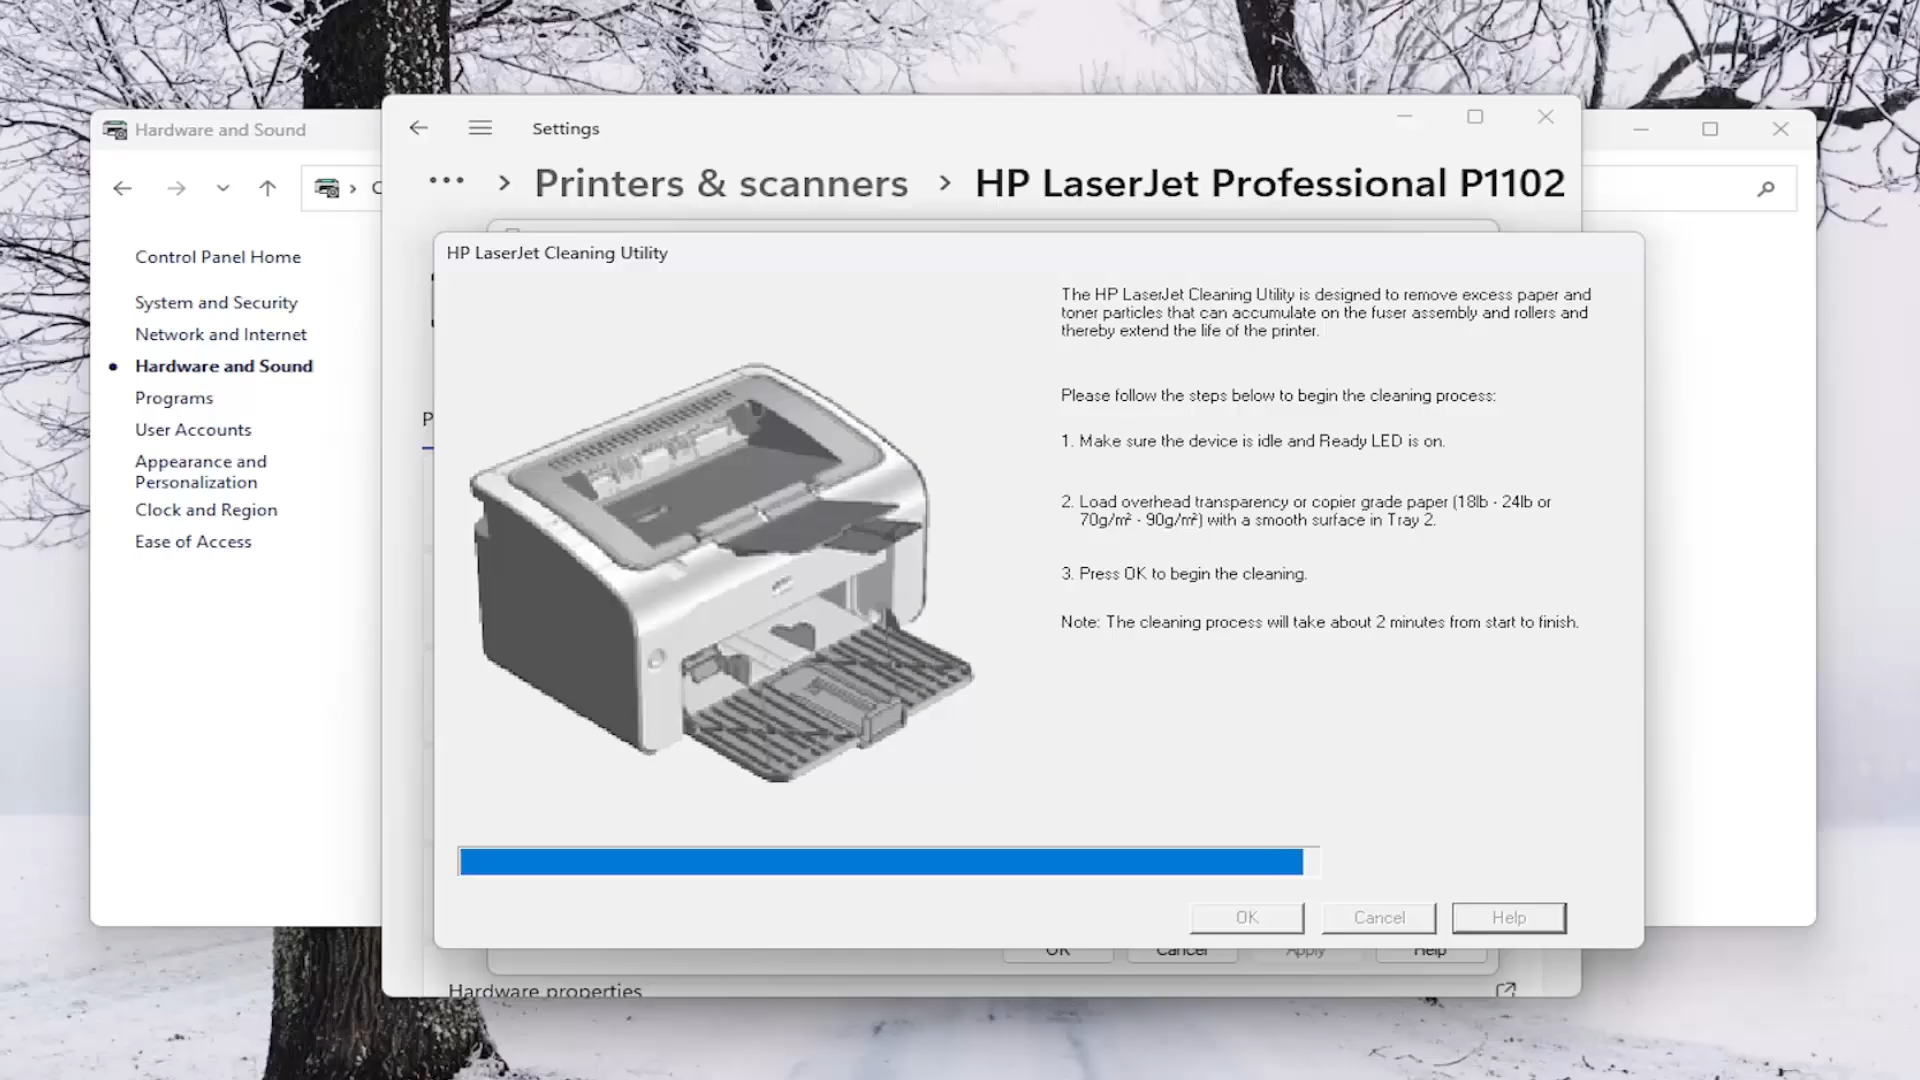 Hardware and Sound
Settings
Printers & scanners > HP LaserJet Professional P1102
Control Panel Home
System and Security
Network and Internet
Hardware and Sound
Programs
User Accounts
Appearance and
Personalization
Clock and Region
Ease of Access
HP LaserJet Cleaning Utility
The HP LaserJet Cleaning Utility is designed to remove excess paper and
toner particles that can accumulate on the fuser assembly and rollers and
thereby extend the life of the printer.
Please follow the steps below to begin the cleaning process:
1. Make sure the device is idle and Ready LED is on.
2. Load overhead transparency or copier grade paper (18lb - 24lb or
70g/m² - 90g/m²) with a smooth surface in Tray 2.
3. Press OK to begin the cleaning.
Note: The cleaning process will take about 2 minutes from start to finish.
OK Cancel Help
OK Cancel Apply Help
Hardware properties